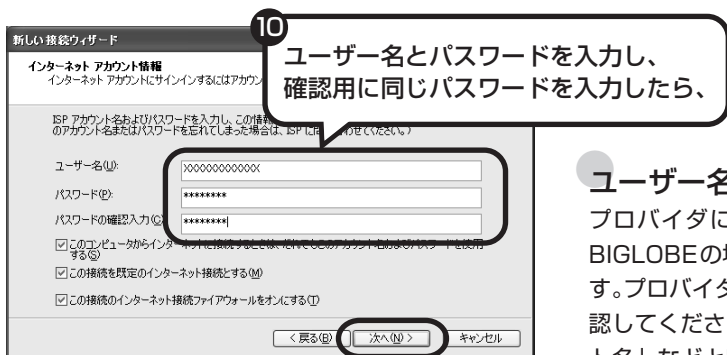 新しい接続ウィザード
10
ユーザー名とパスワードを入力し、
確認用に同じパスワードを入力したら、
インターネット アカウント情報
インターネット アカウントにサインインするにはアカウン
ISP アカウント名およびパスワードを入力し、この情報
のアカウント名またはパスワードを忘れてしまった場合は、ISP に
わせてください。)
ユーザー名(U):
XXXXXXXXXXXX
パスワード(P):
********
パスワードの確認入力(C)
********
このコンピュータからインターネットに接続するときは、だれでもこのアカウント名およびパスワードを使用
する(S)
この接続を既定のインターネット接続とする(M)
この接続のインターネット接続ファイアウォールをオンにする(T)
< 戻る(B)
次へ(N) >
キャンセル
ユーザー名
プロバイダに
BIGLOBEの場
す。プロバイダ
認してくださ